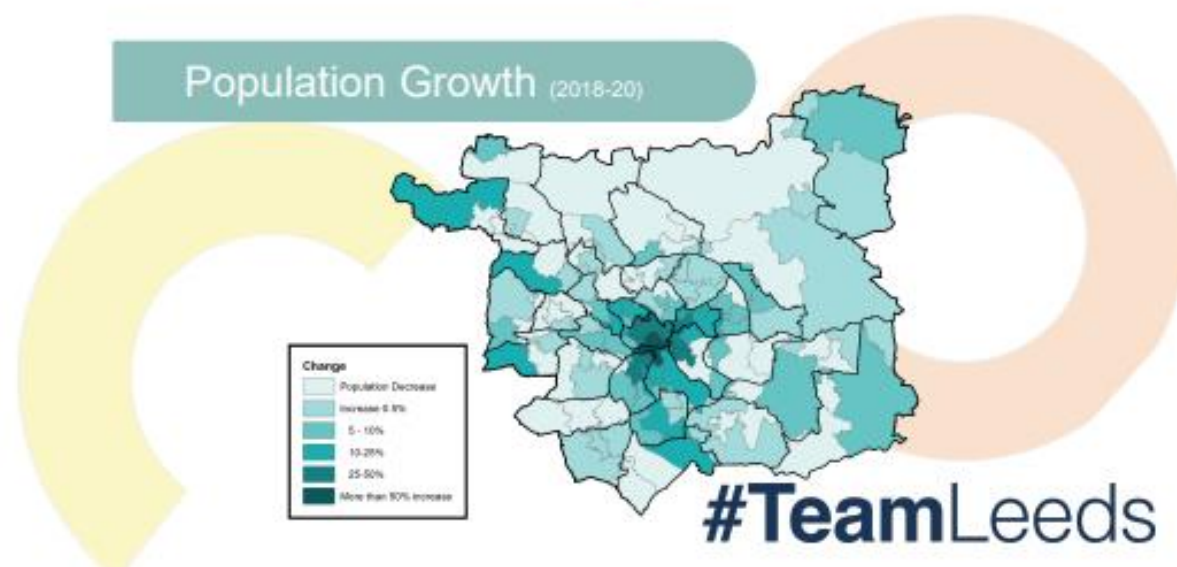 Population Growth (2018-20)
Change
Population Decrease
Increase 0.5%
5 - 10%
10-25%
25-50%
More than 50% increase
#TeamLeeds